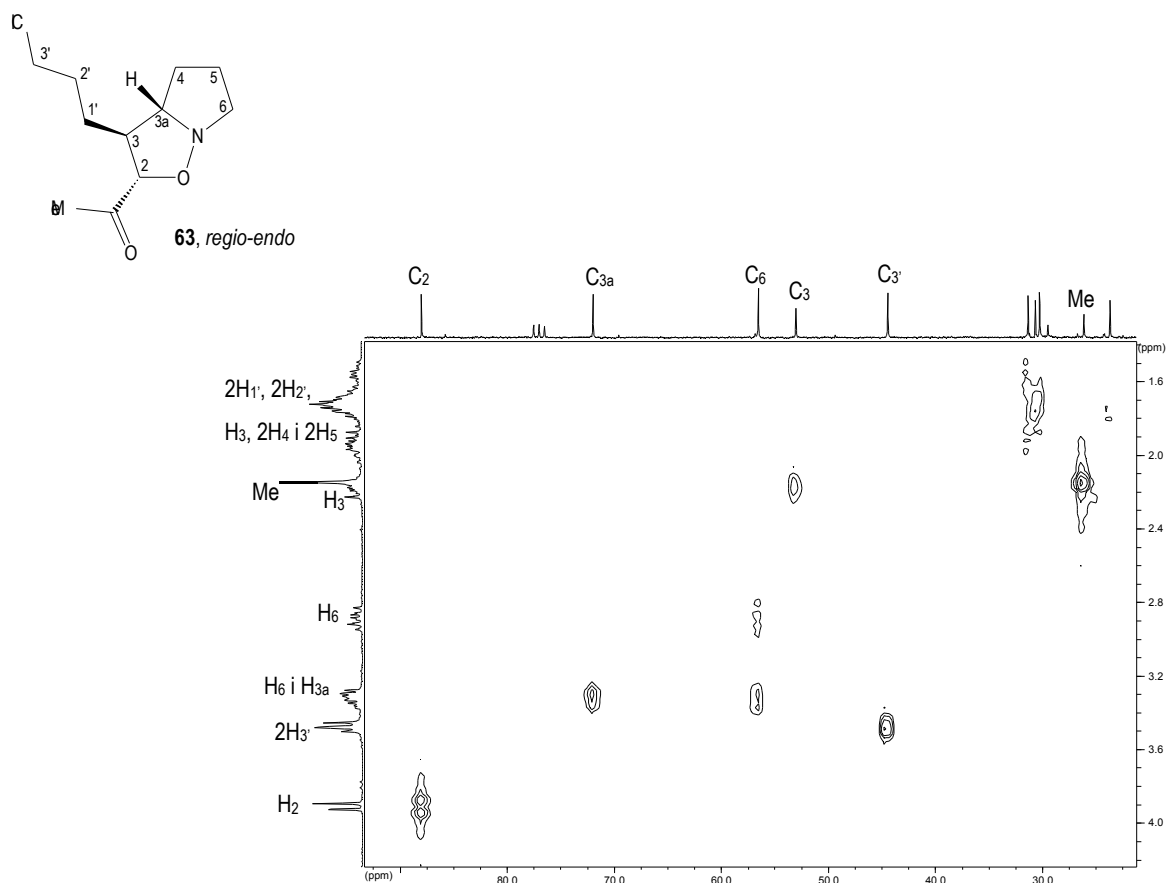 3'
2'
H
4
5
1'
3a
6
3
N
2
O
O
63, regio-endo
C2
C3a
C6
C3
C3'
Me
(ppm)
2H1', 2H2',
H3, 2H4 i 2H5
Me
H3
H6
H6 i H3a
2H3'
H2
1.6
2.0
2.4
2.8
3.2
3.6
4.0
(ppm)
80.0
70.0
60.0
50.0
40.0
30.0